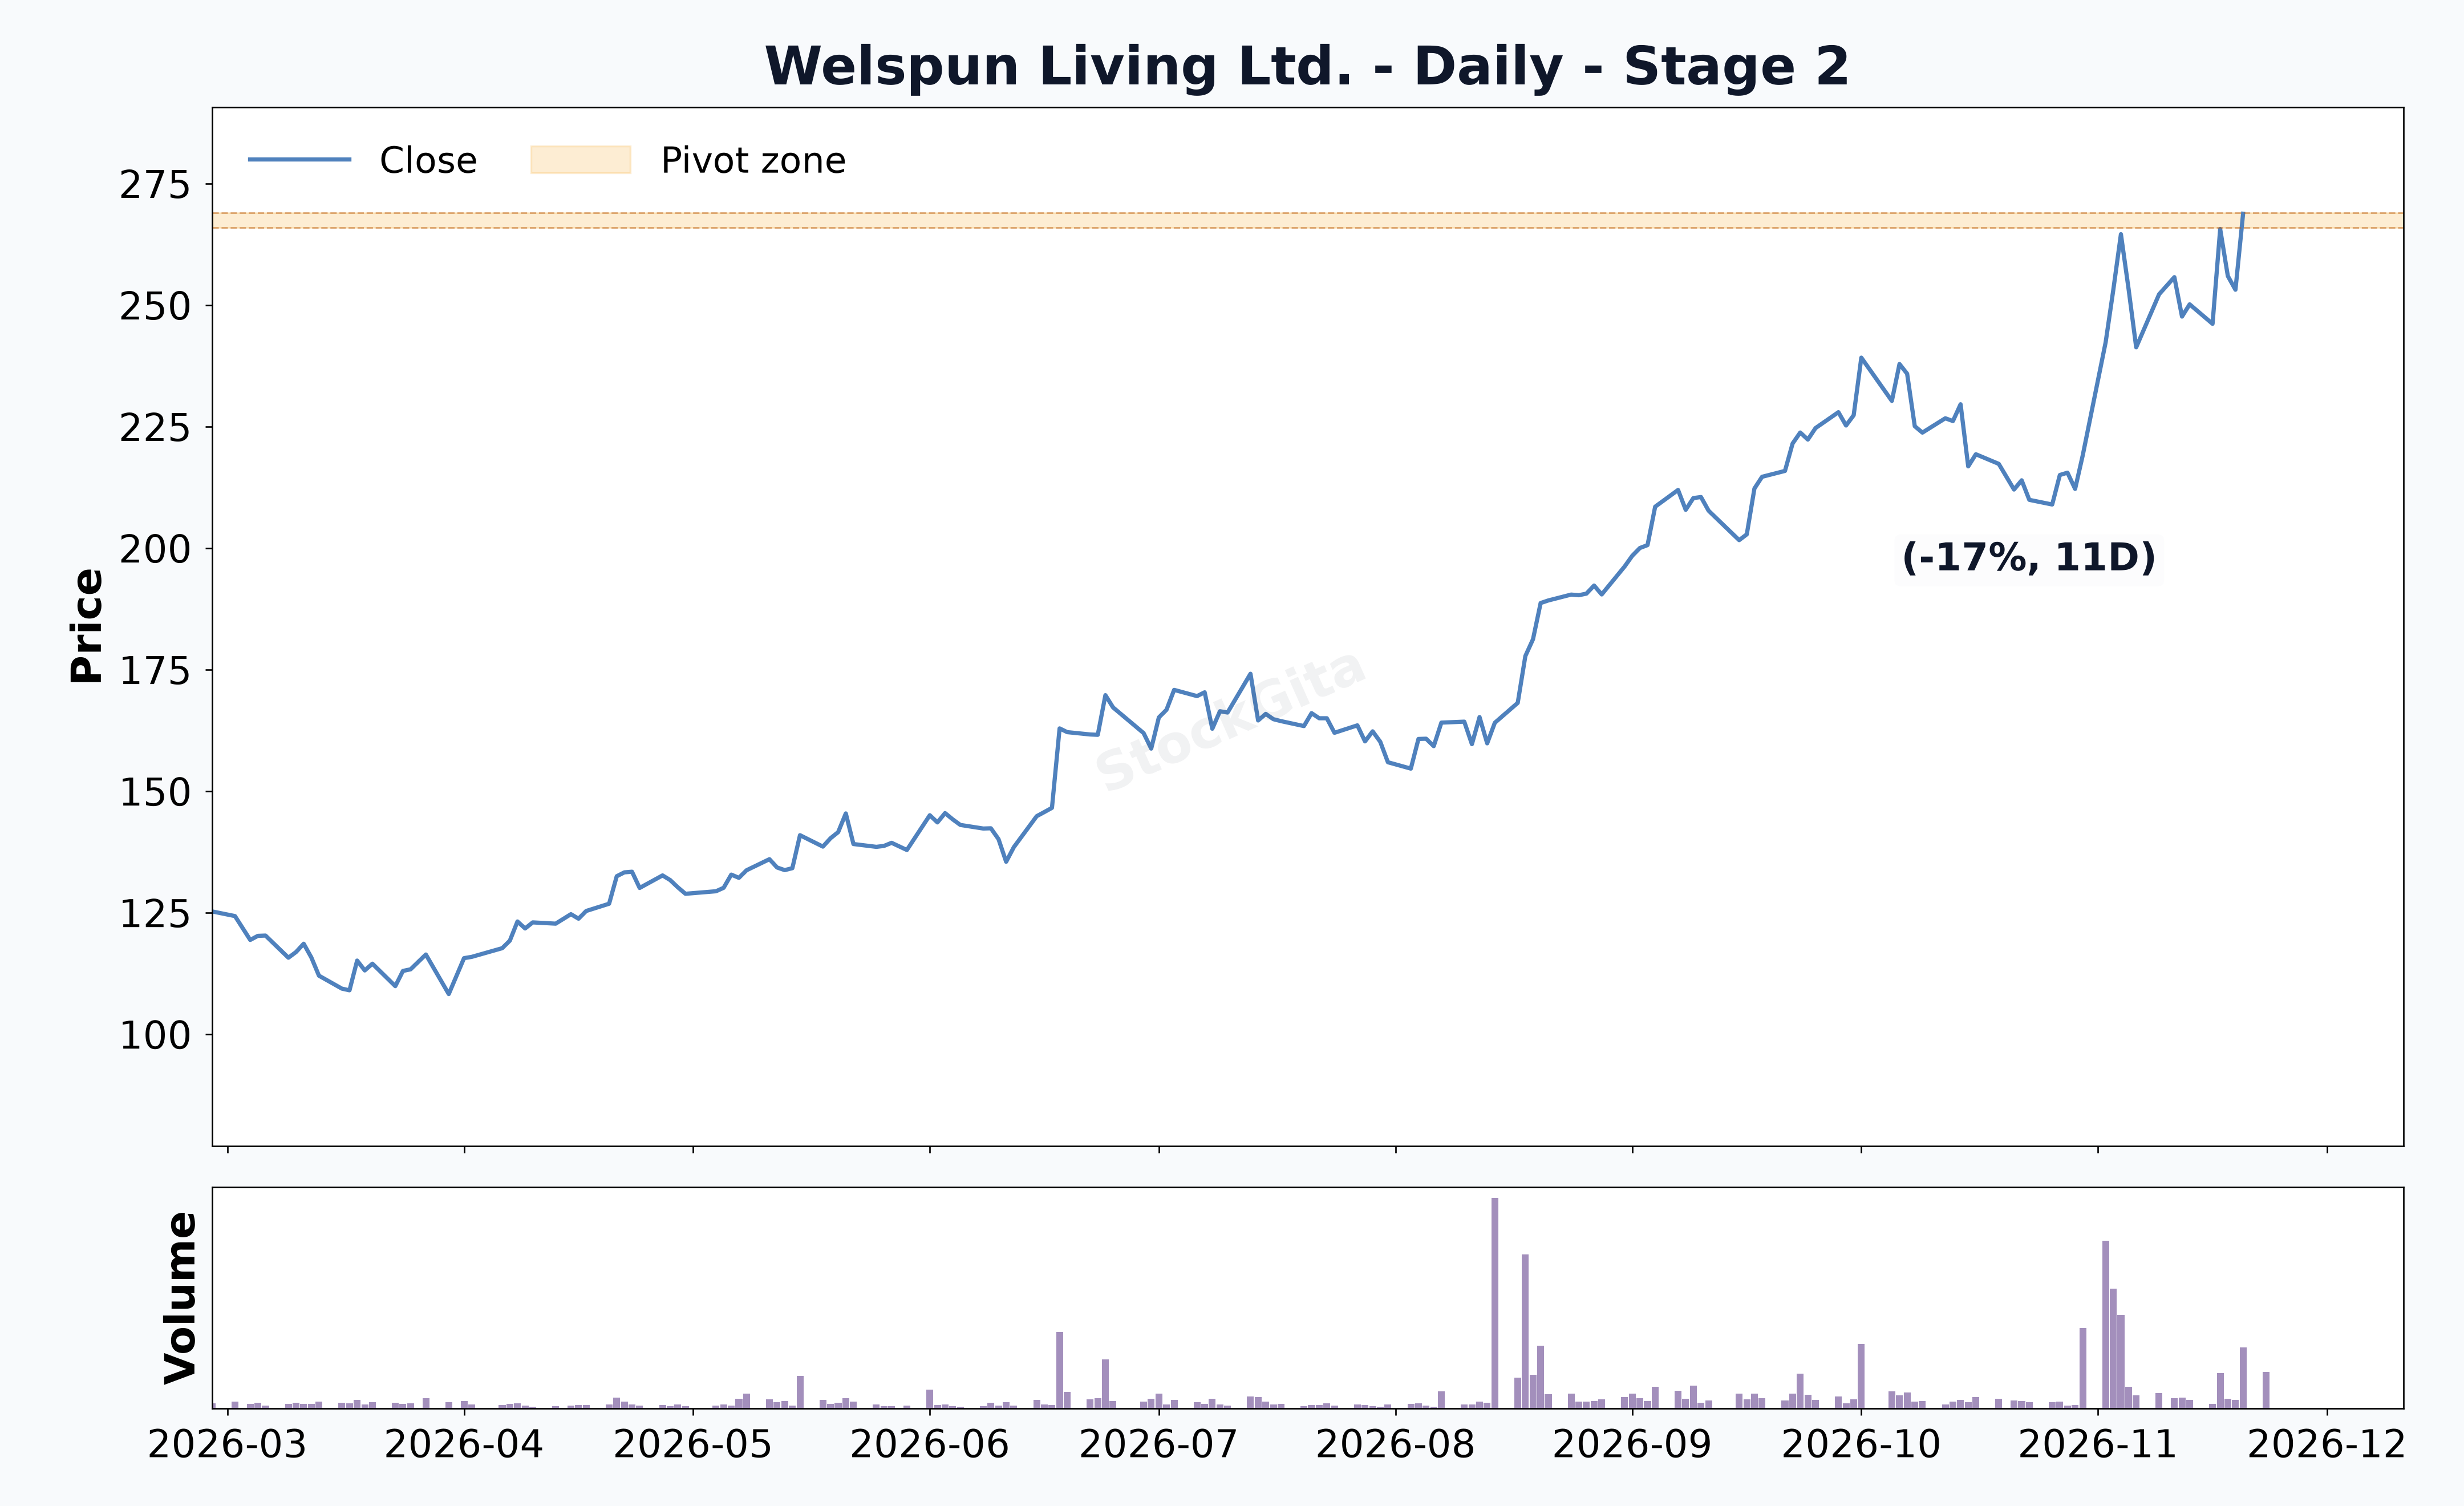 Welspun Living Ltd. - Daily - Stage 2
Close
Pivot zone
275
250
225
200
175
150
125
100
Price
(-17%, 11D)
StockGita
Volume
2026-03
2026-04
2026-05
2026-06
2026-07
2026-08
2026-09
2026-10
2026-11
2026-12